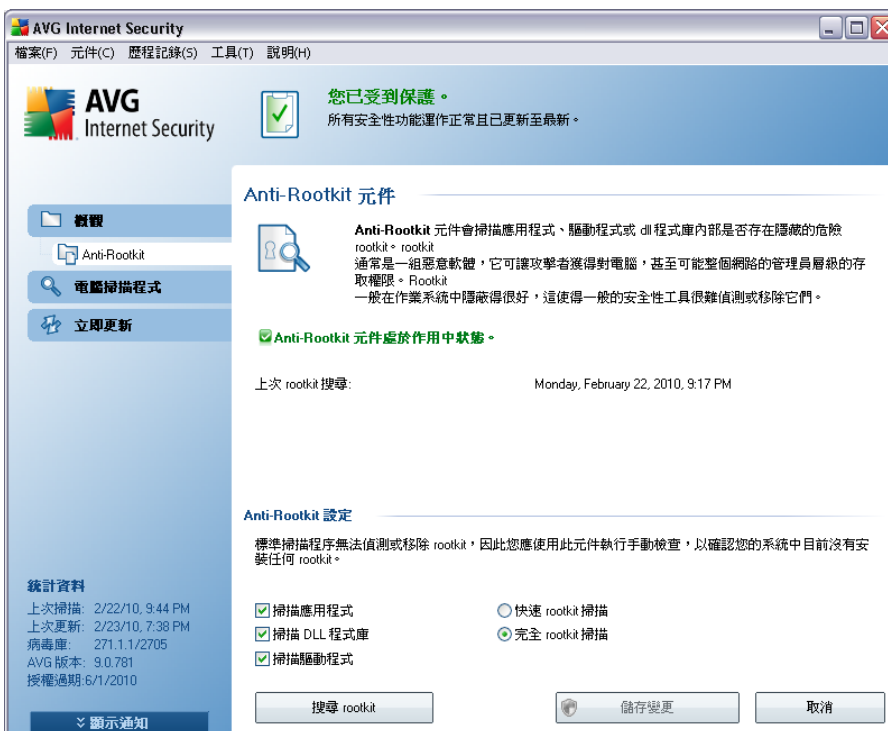 AVG Internet Security
檔案(F) 元件(C) 歷程記錄(S) 工具(T) 說明(H)
AVG
Internet Security
您已受到保護。
所有安全性功能運作正常且已更新至最新。
概觀
Anti-Rootkit
電腦掃描程式
立即更新
Anti-Rootkit 元件
Anti-Rootkit 元件會掃描應用程式、驅動程式或 dll 程式庫內部是否存在隱藏的危險
rootkit。rootkit
通常是一組惡意軟體，它可讓攻擊者獲得對電腦，甚至可能整個網路的管理員層級的存
取權限。Rootkit
一般在作業系統中隱蔽得很好，這使得一般的安全性工具很難偵測或移除它們。
Anti-Rootkit 元件處於作用中狀態。
上次 rootkit 搜尋: Monday, February 22, 2010, 9:17 PM
Anti-Rootkit 設定
標準掃描程序無法偵測或移除 rootkit，因此您應使用此元件執行手動檢查，以確認您的系統中目前沒有安
裝任何 rootkit。
掃描應用程式
掃描 DLL 程式庫
掃描驅動程式
快速 rootkit 掃描
完全 rootkit 掃描
搜尋 rootkit
儲存變更
取消
統計資料
上次掃描: 2/22/10, 9:44 PM
上次更新: 2/23/10, 7:38 PM
病毒庫: 271.1.1/2705
AVG 版本: 9.0.781
授權過期:6/1/2010
顯示通知